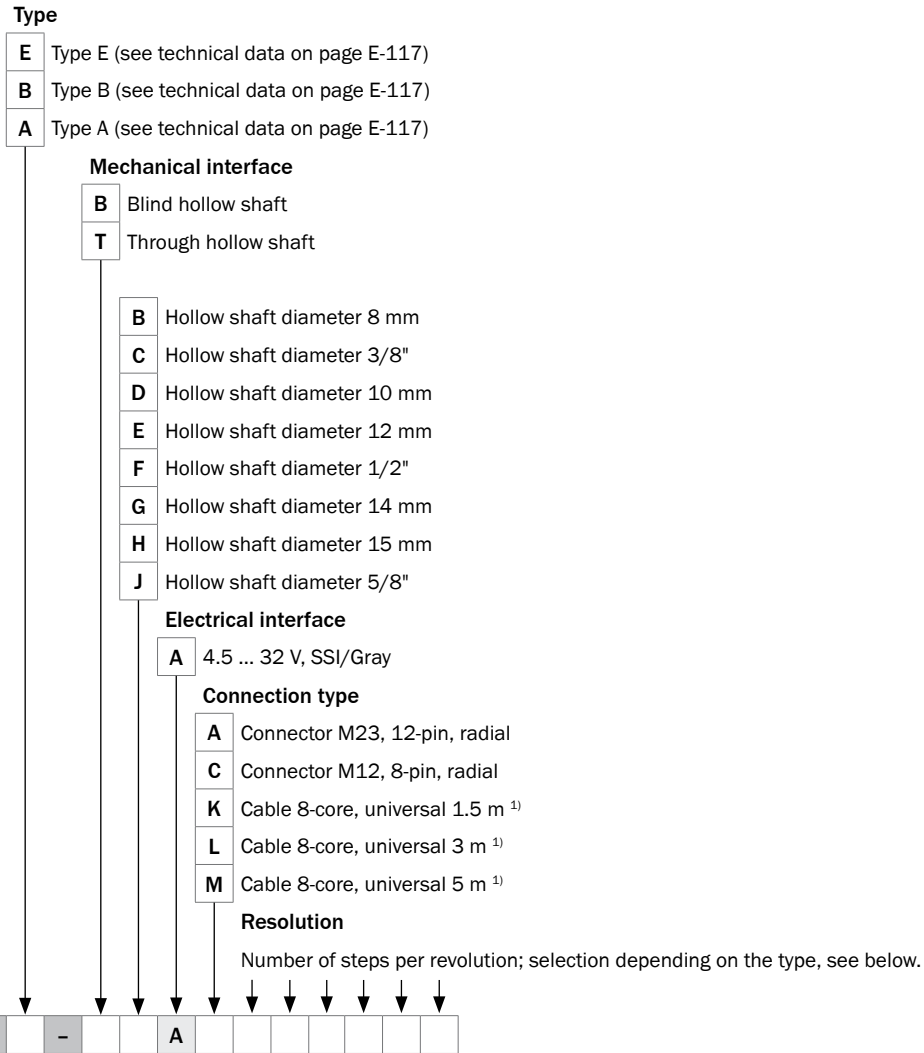 Type
E Type E (see technical data on page E-117)
B Type B (see technical data on page E-117)
A Type A (see technical data on page E-117)
Mechanical interface
B Blind hollow shaft
T Through hollow shaft
B Hollow shaft diameter 8 mm
C Hollow shaft diameter 3/8"
D Hollow shaft diameter 10 mm
E Hollow shaft diameter 12 mm
F Hollow shaft diameter 1/2"
G Hollow shaft diameter 14 mm
H Hollow shaft diameter 15 mm
J Hollow shaft diameter 5/8"
Electrical interface
A 4.5 ... 32 V, SSI/Gray
Connection type
A Connector M23, 12-pin, radial
C Connector M12, 8-pin, radial
K Cable 8-core, universal 1.5 m 1)
L Cable 8-core, universal 3 m 1)
M Cable 8-core, universal 5 m 1)
Resolution
Number of steps per revolution; selection depending on the type, see below.
– A